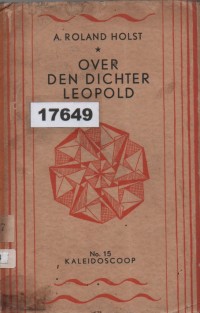 A. ROLAND HOLST
OVER
DEN DICHTER
LEOPOLD
17649
No. 15
KALEIDOSCOOP